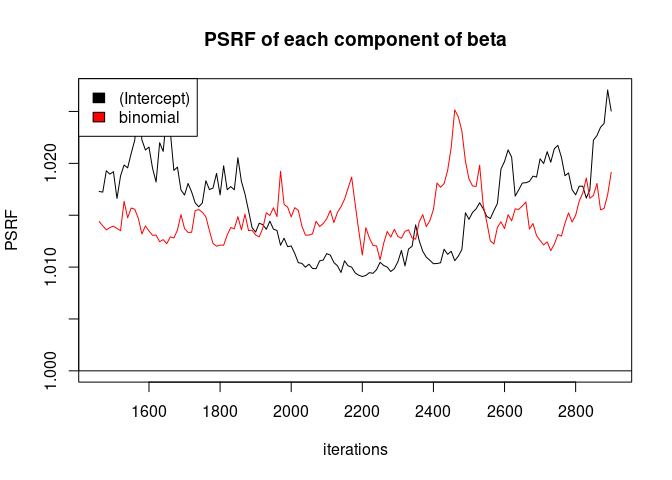 PSRF of each component of beta
(Intercept)
binomial
PSRF
1.020
1.010
1.000
1600 1800 2000 2200 2400 2600 2800
iterations